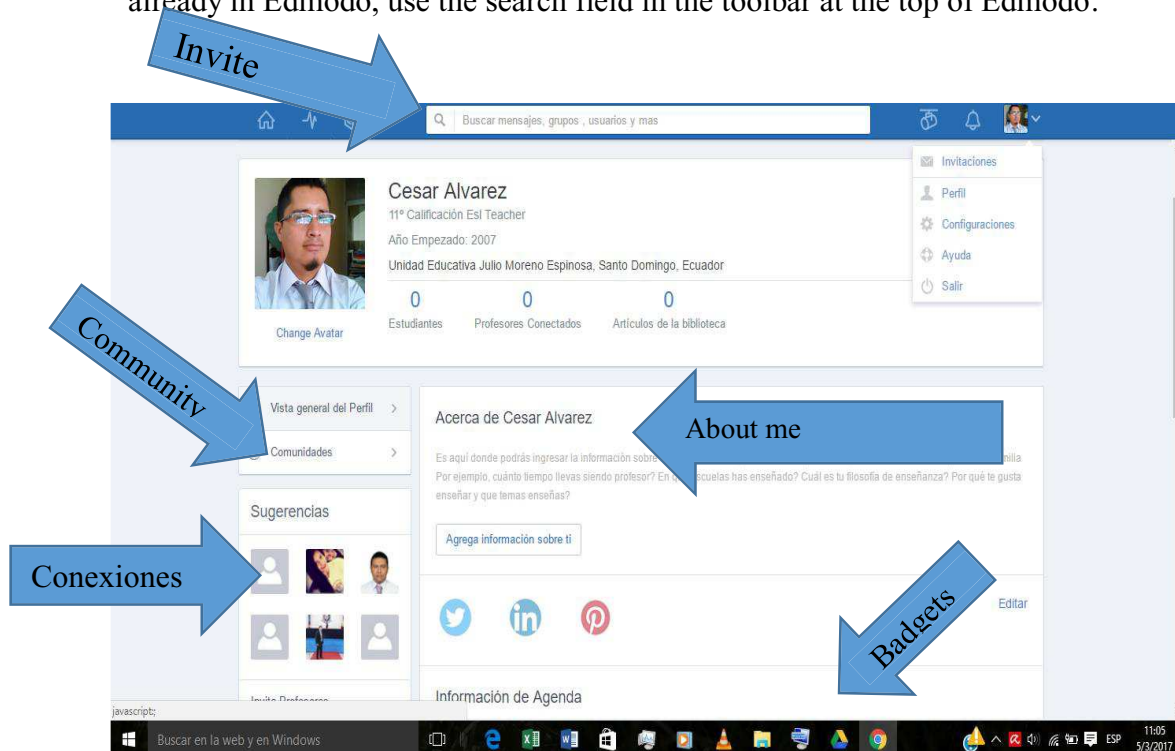 already in Edmodo, use the search field in the toolbar at the top of Edmodo.
Invite
Buscar mensajes, grupos , usuarios y mas
Invitaciones
Perfil
Configuraciones
Ayuda
Salir
Cesar Alvarez
11º Calificación Esl Teacher
Año Empezado: 2007
Unidad Educativa Julio Moreno Espinosa, Santo Domingo, Ecuador
0 0 0
Estudiantes Profesores Conectados Artículos de la biblioteca
Change Avatar
Community
Vista general del Perfil
Comunidades
Acerca de Cesar Alvarez
About me
Es aquí donde podrás ingresar la información sobre
Por ejemplo, cuánto tiempo llevas siendo profesor? En escuelas has enseñado? Cuál es tu filosofía de enseñanza? Por qué te gusta
enseñar y que temas enseñas?
Agrega información sobre ti
Sugerencias
Conexiones
Editar
Badgets
Información de Agenda
javascript:;
Buscar en la web y en Windows
ESP
11:05
5/3/201